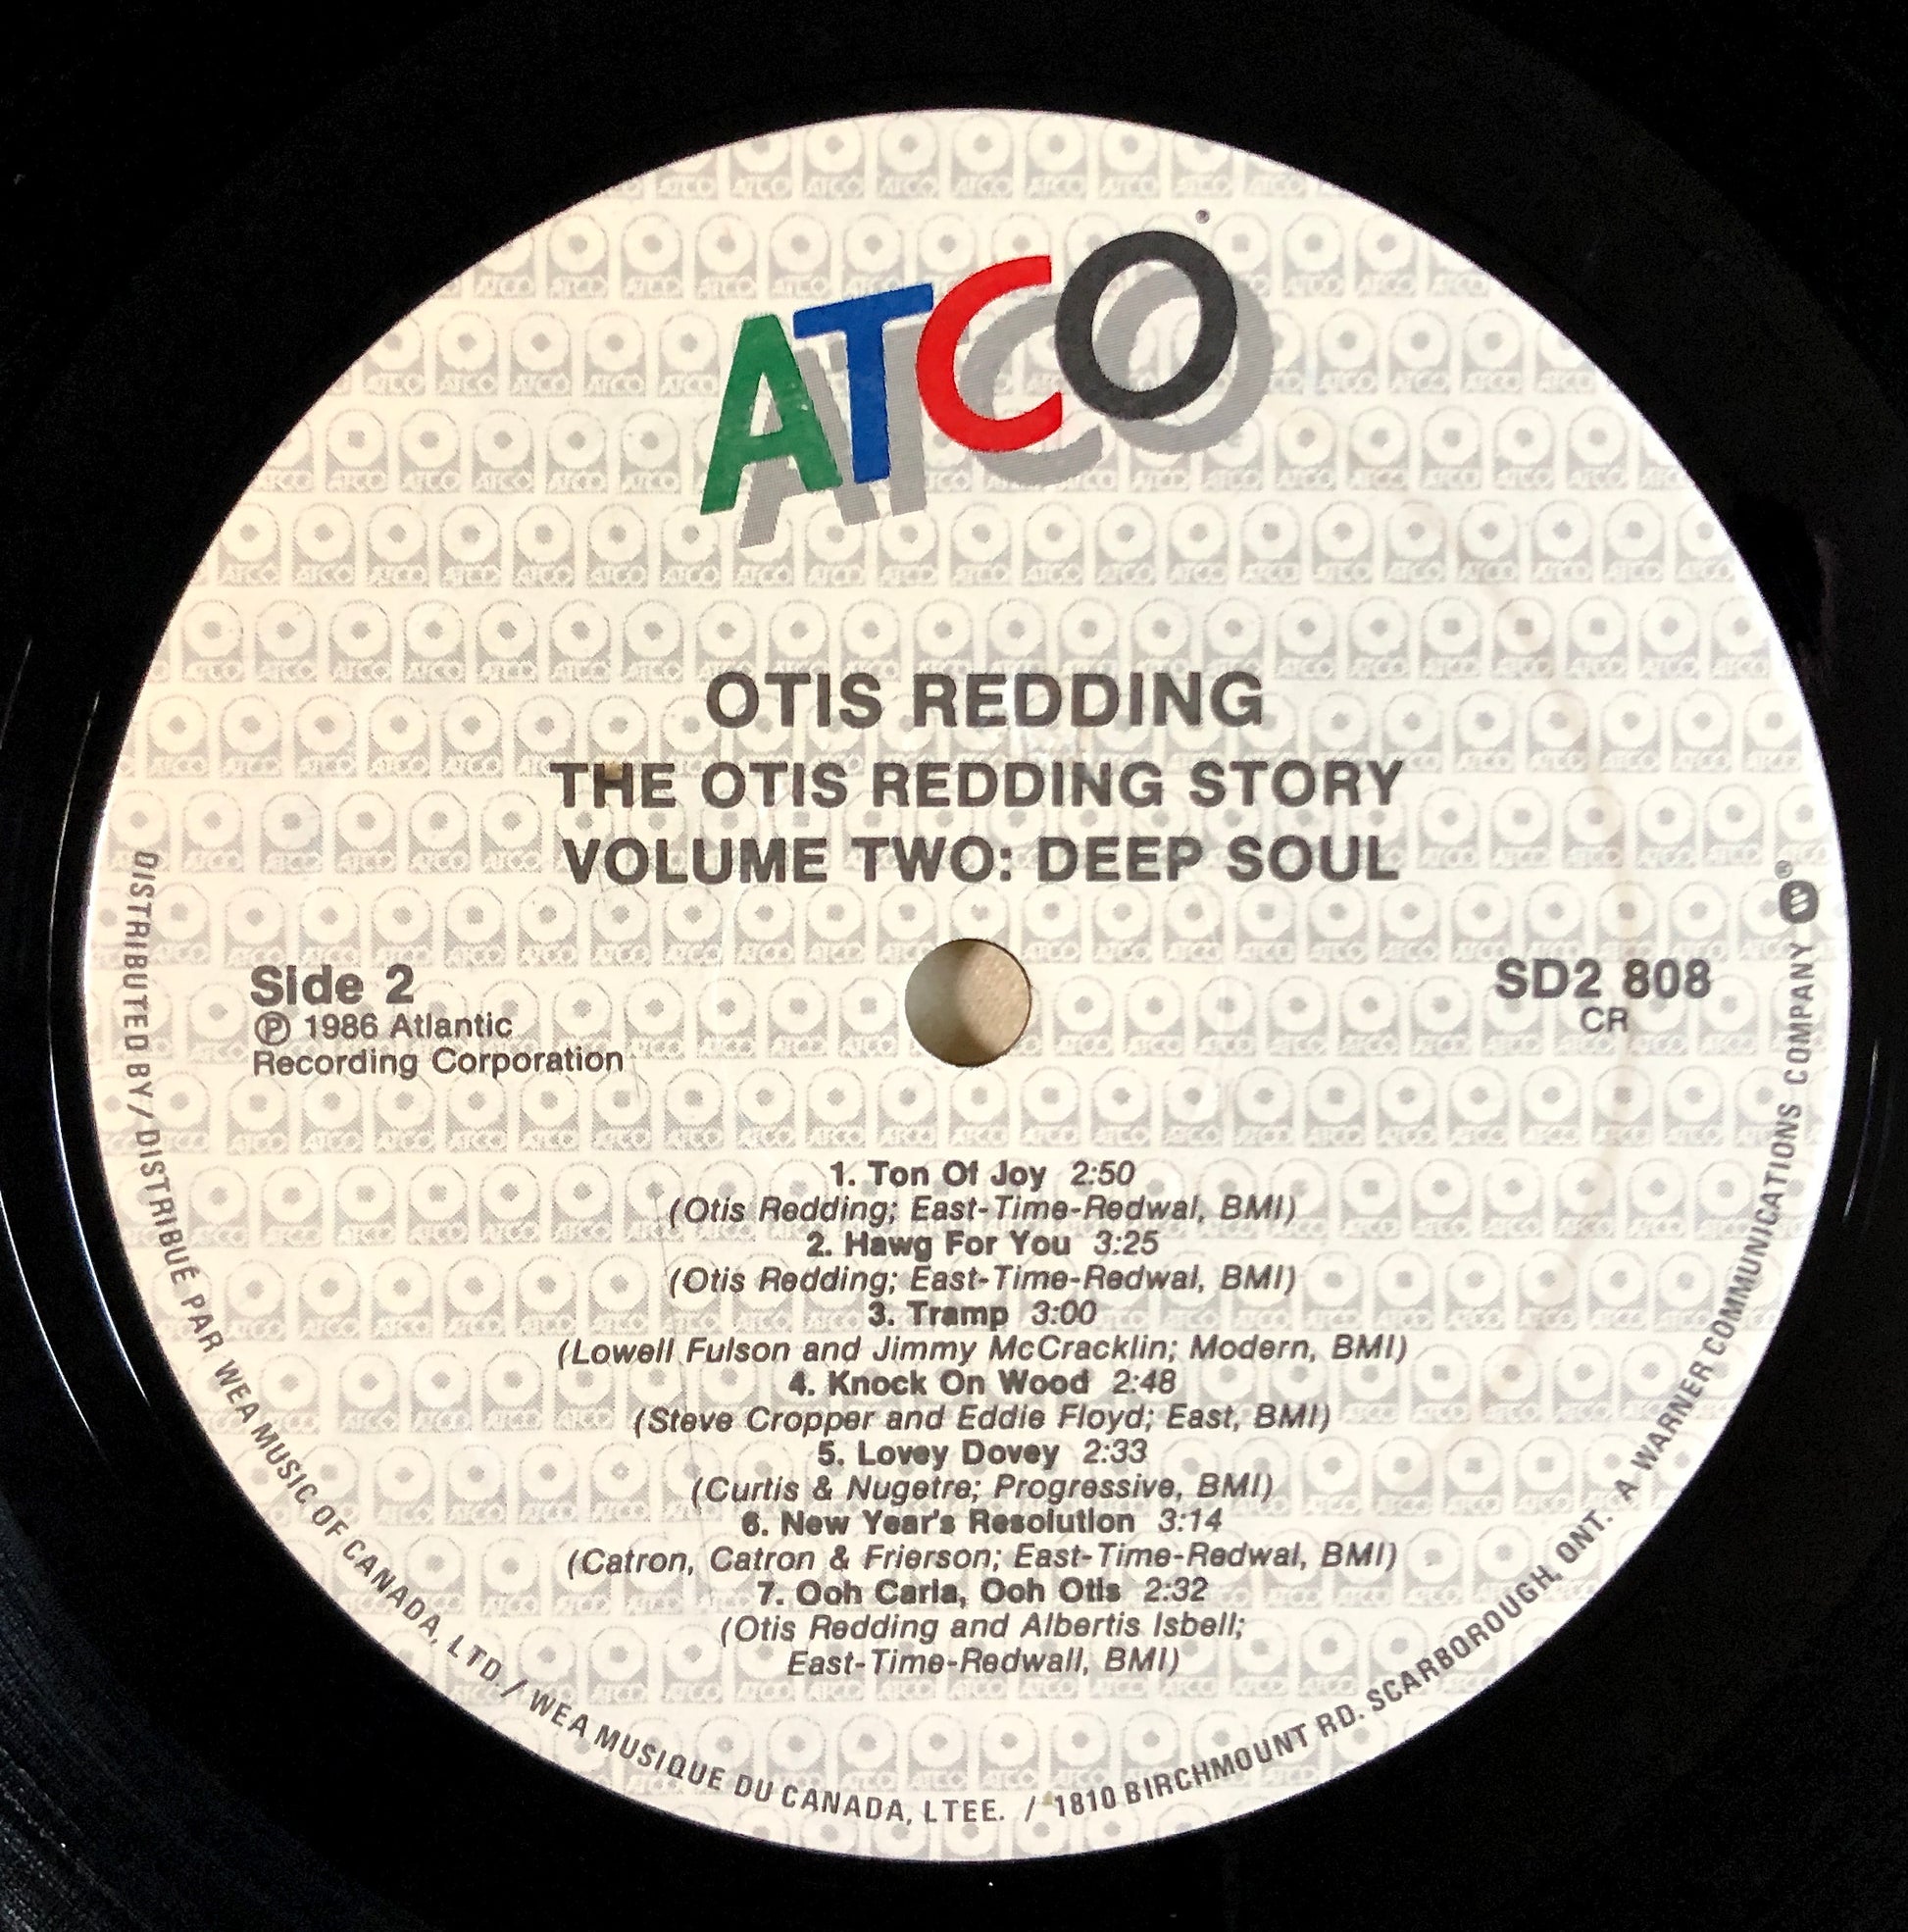 ATCO®
OTIS REDDING
THE OTIS REDDING STORY
VOLUME TWO: DEEP SOUL
Side 2
℗ 1986 Atlantic
Recording Corporation
SD2 808
CR
1. Ton Of Joy 2:50
(Otis Redding; East-Time-Redwal, BMI)
2. Hawg For You 3:25
(Otis Redding; East-Time-Redwal, BMI)
3. Tramp 3:00
(Lowell Fulson and Jimmy McCracklin; Modern, BMI)
4. Knock On Wood 2:48
(Steve Cropper and Eddie Floyd; East, BMI)
5. Lovey Dovey 2:33
(Curtis & Nugetre; Progressive, BMI)
6. New Year's Resolution 3:14
(Catron, Catron & Frierson; East-Time-Redwal, BMI)
7. Ooh Carla, Ooh Otis 2:32
(Otis Redding and Albertis Isbell;
East-Time-Redwall, BMI)
DISTRIBUTED BY / DISTRIBUÉ PAR WEA MUSIC OF CANADA, LTD. / WEA MUSIQUE DU CANADA, LTEE. / 1810 BIRCHMOUNT RD. SCARBOROUGH, ONT. A WARNER COMMUNICATIONS COMPANY ®